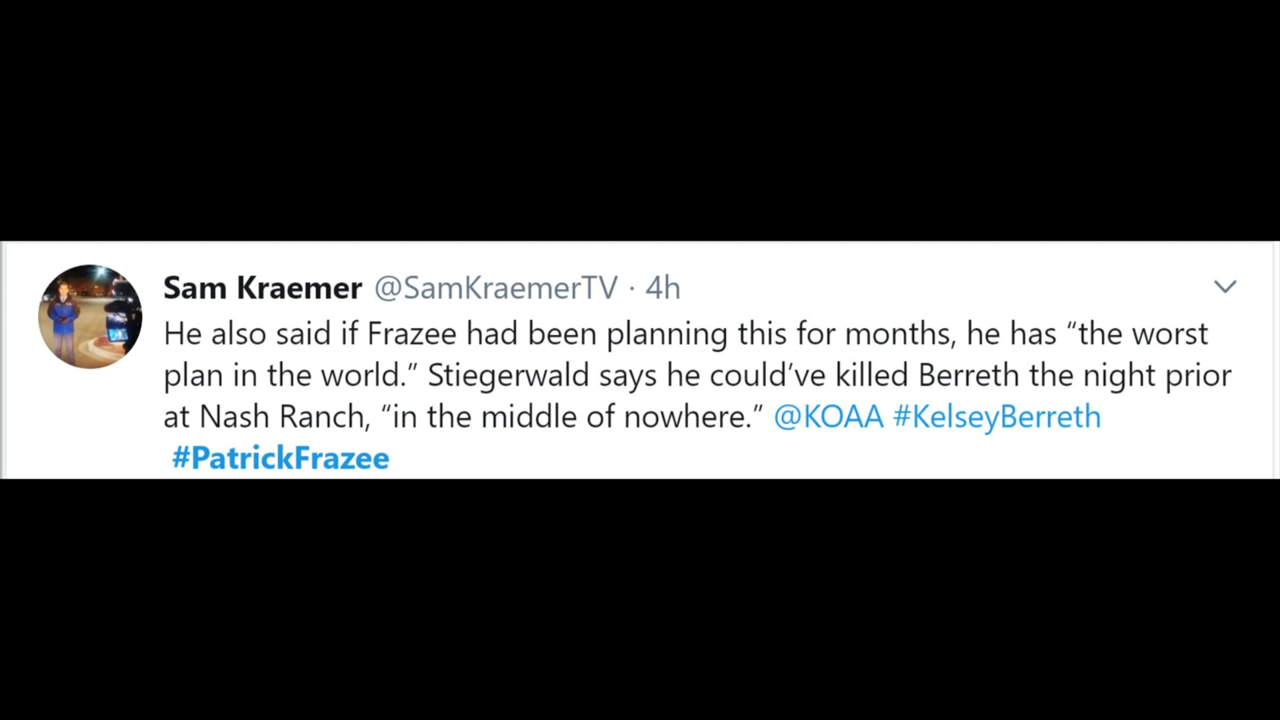 Sam Kraemer @SamKraemerTV · 4h
He also said if Frazee had been planning this for months, he has “the worst
plan in the world.” Stiegerwald says he could’ve killed Berreth the night prior
at Nash Ranch, “in the middle of nowhere.” @KOAA #KelseyBerreth
#PatrickFrazee